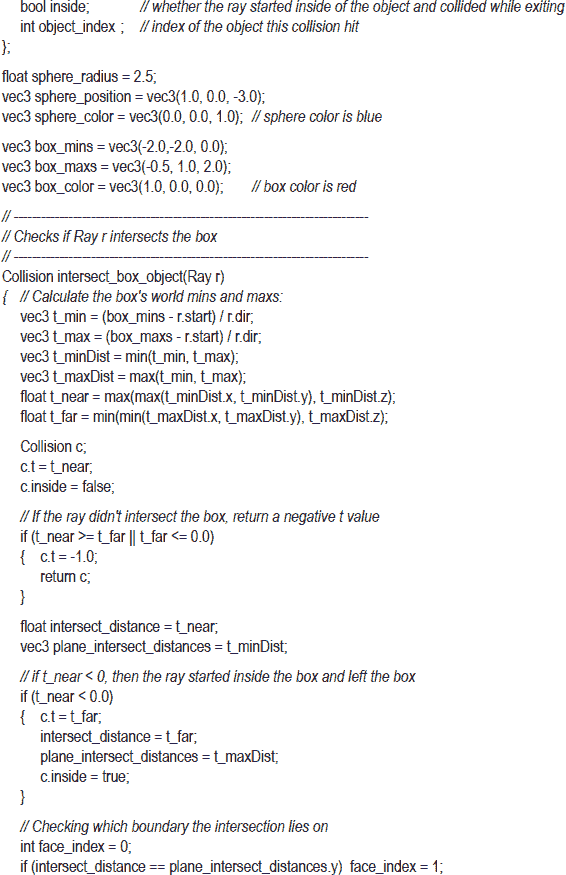 bool inside; // whether the ray started inside of the object and collided while exiting
int object_index ; // index of the object this collision hit
};
float sphere_radius = 2.5;
vec3 sphere_position = vec3(1.0, 0.0, -3.0);
vec3 sphere_color = vec3(0.0, 0.0, 1.0); // sphere color is blue
vec3 box_mins = vec3(-2.0,-2.0, 0.0);
vec3 box_maxs = vec3(-0.5, 1.0, 2.0);
vec3 box_color = vec3(1.0, 0.0, 0.0); // box color is red
// ------------------------------------------------------------------------------
// Checks if Ray r intersects the box
// ------------------------------------------------------------------------------
Collision intersect_box_object(Ray r)
{ // Calculate the box's world mins and maxs:
vec3 t_min = (box_mins - r.start) / r.dir;
vec3 t_max = (box_maxs - r.start) / r.dir;
vec3 t_minDist = min(t_min, t_max);
vec3 t_maxDist = max(t_min, t_max);
float t_near = max(max(t_minDist.x, t_minDist.y), t_minDist.z);
float t_far = min(min(t_maxDist.x, t_maxDist.y), t_maxDist.z);
Collision c;
c.t = t_near;
c.inside = false;
// If the ray didn't intersect the box, return a negative t value
if (t_near >= t_far || t_far <= 0.0)
{ c.t = -1.0;
return c;
}
float intersect_distance = t_near;
vec3 plane_intersect_distances = t_minDist;
// if t_near < 0, then the ray started inside the box and left the box
if (t_near < 0.0)
{ c.t = t_far;
intersect_distance = t_far;
plane_intersect_distances = t_maxDist;
c.inside = true;
}
// Checking which boundary the intersection lies on
int face_index = 0;
if (intersect_distance == plane_intersect_distances.y) face_index = 1;